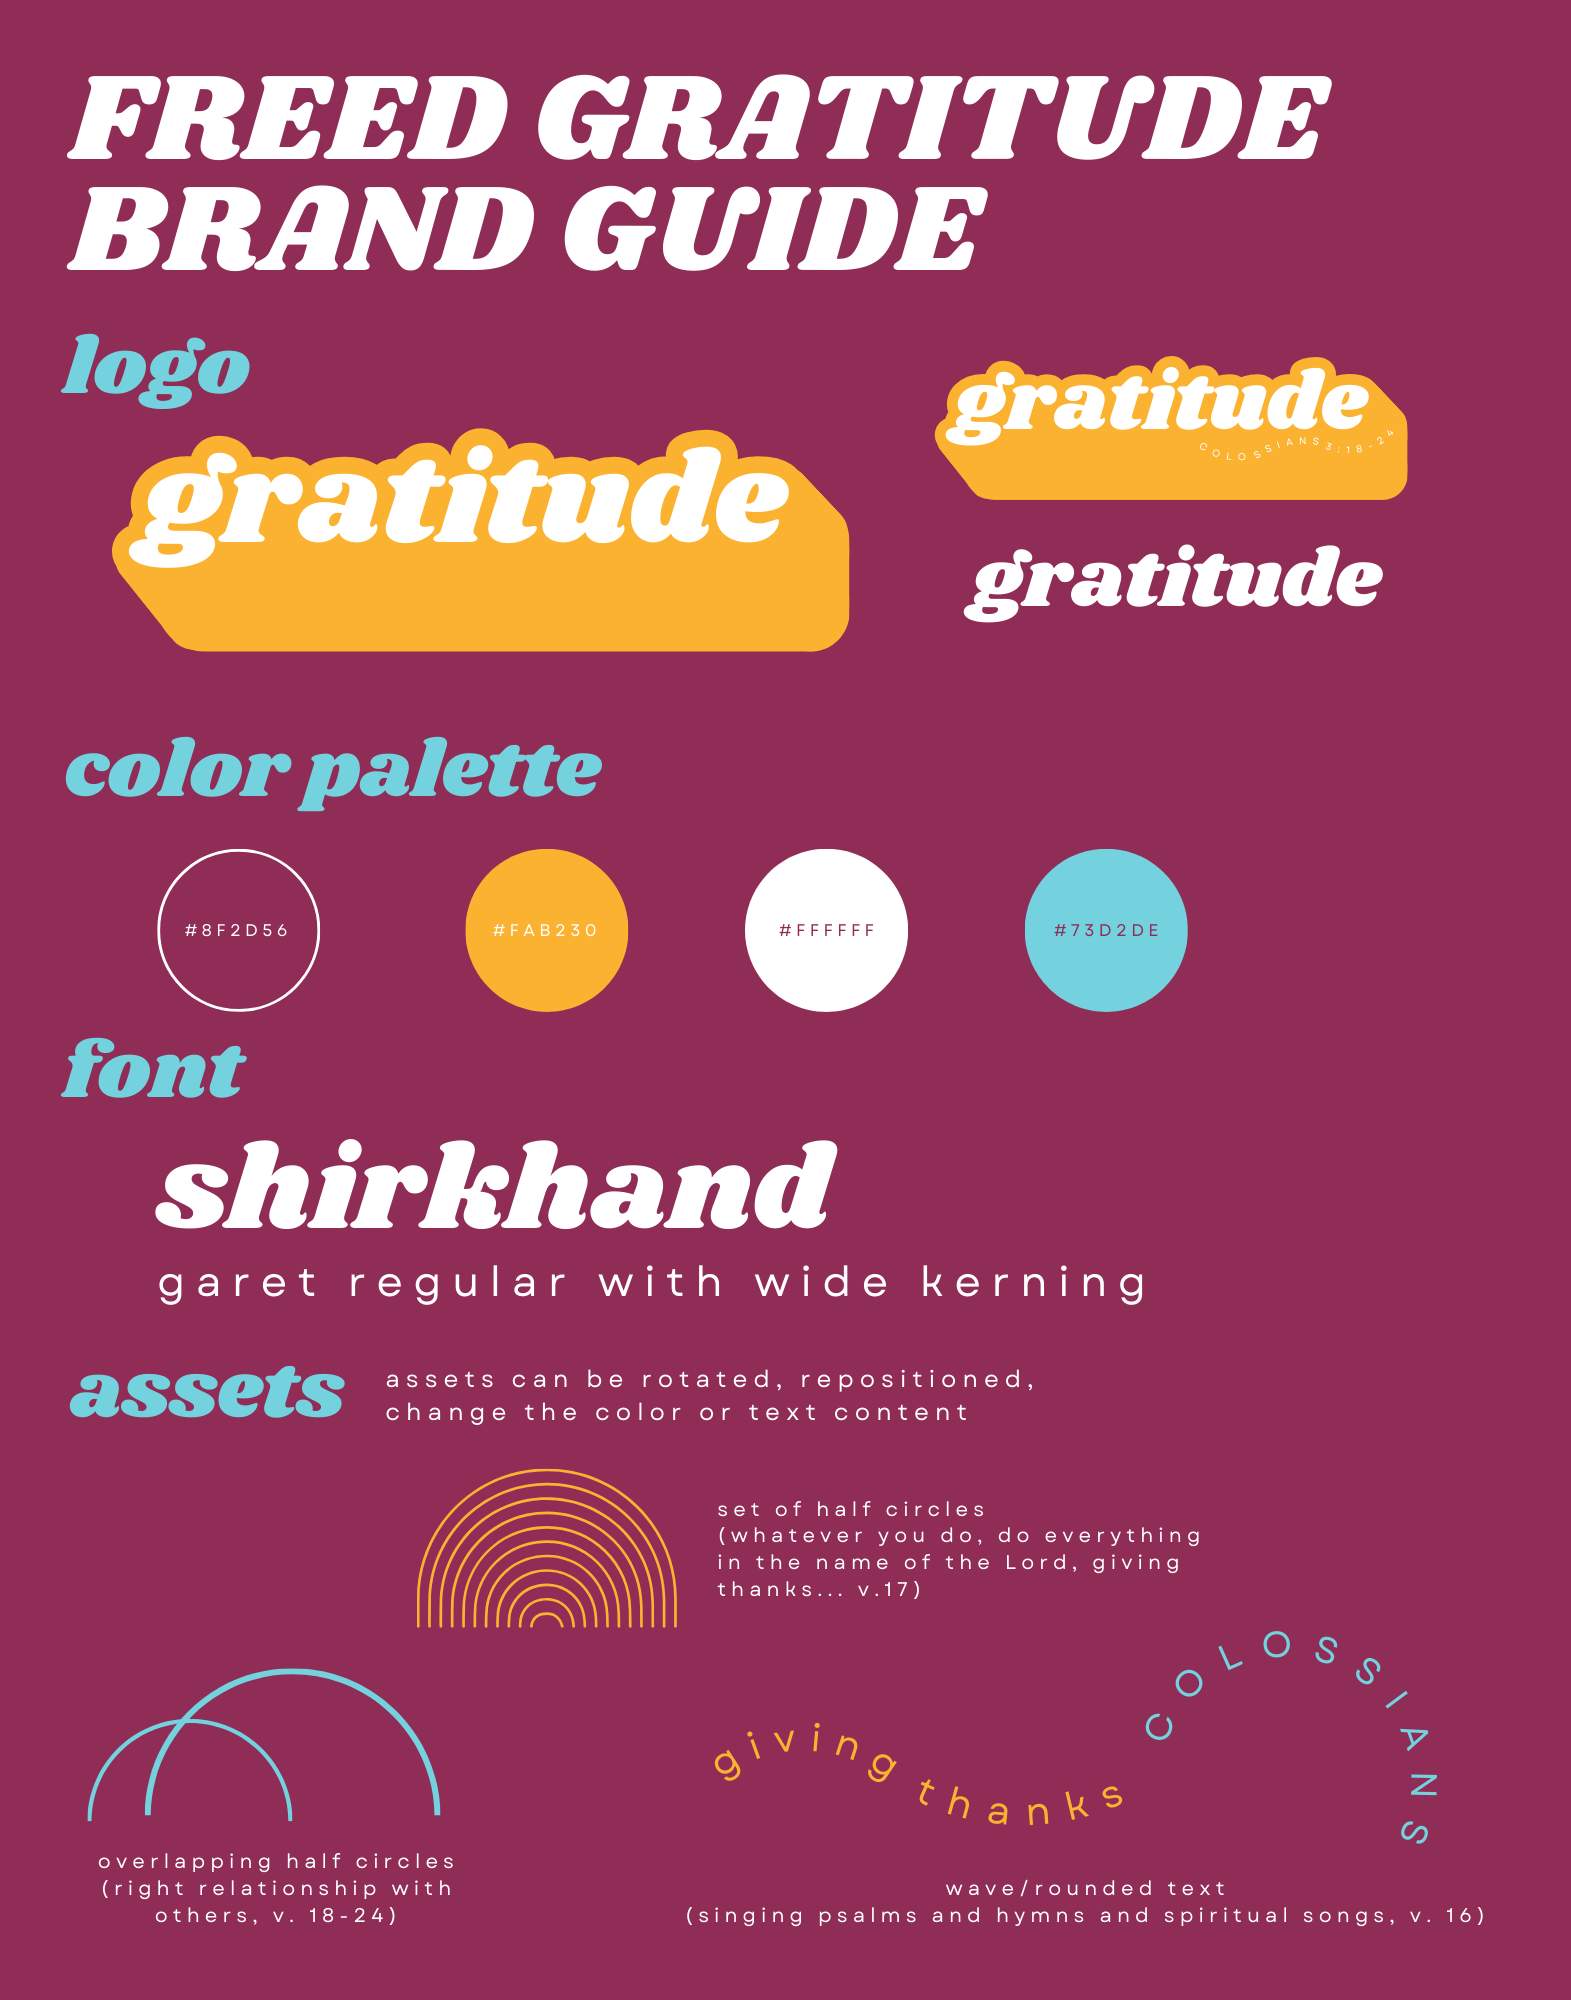 FREED GRATITUDE
BRAND GUIDE
logo
gratitude
gratitude
COLOSSIANS 3:18-24
gratitude
color palette
#8F2D56
#FAB230
#FFFFFF
#73D2DE
font
shirkhand
garet regular with wide kerning
assets
assets can be rotated, repositioned,
change the color or text content
set of half circles
(whatever you do, do everything
in the name of the Lord, giving
thanks... v.17)
giving thanks
COLOSSIANS
overlapping half circles
(right relationship with
others, v. 18-24)
wave/rounded text
(singing psalms and hymns and spiritual songs, v. 16)